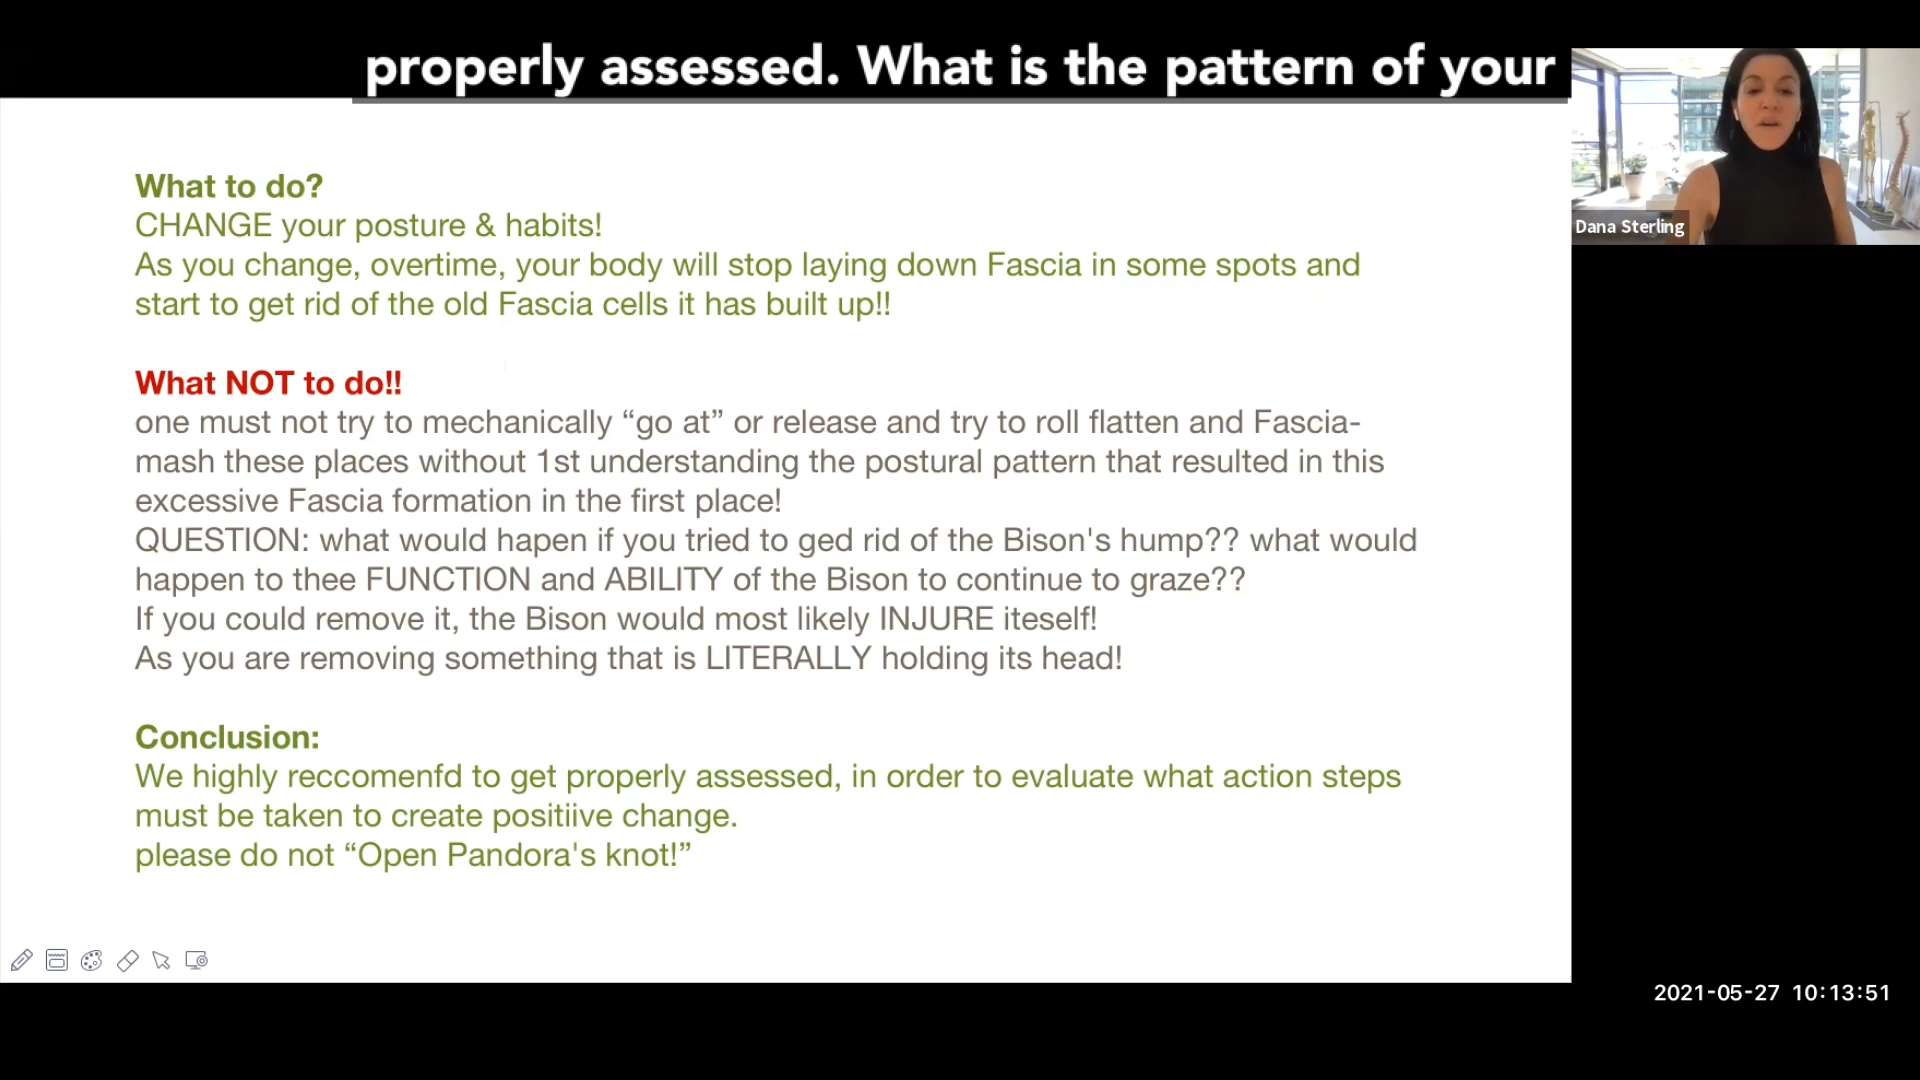 properly assessed. What is the pattern of your
Dana Sterling
What to do?
CHANGE your posture & habits!
As you change, overtime, your body will stop laying down Fascia in some spots and
start to get rid of the old Fascia cells it has built up!!
What NOT to do!!
one must not try to mechanically “go at” or release and try to roll flatten and Fascia-
mash these places without 1st understanding the postural pattern that resulted in this
excessive Fascia formation in the first place!
QUESTION: what would hapen if you tried to ged rid of the Bison's hump?? what would
happen to thee FUNCTION and ABILITY of the Bison to continue to graze??
If you could remove it, the Bison would most likely INJURE iteself!
As you are removing something that is LITERALLY holding its head!
Conclusion:
We highly reccomenfd to get properly assessed, in order to evaluate what action steps
must be taken to create positiive change.
please do not “Open Pandora's knot!”
2021-05-27 10:13:51